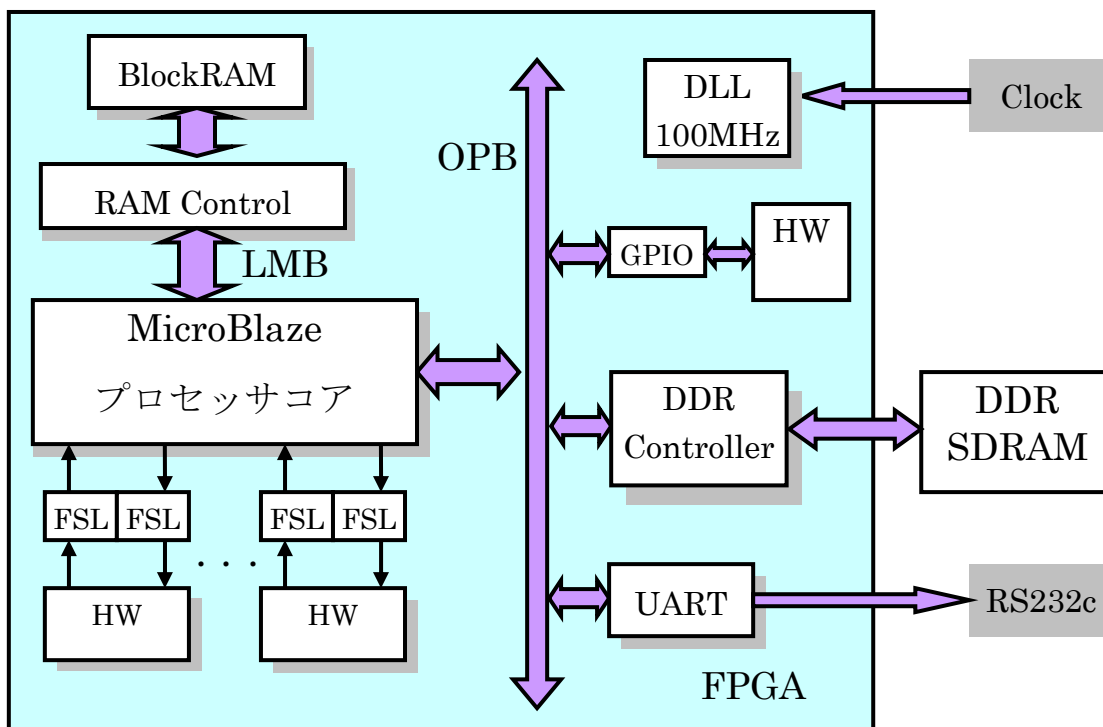 BlockRAM
RAM Control
LMB
MicroBlaze
プロセッサコア
FSL
FSL
FSL
FSL
. . .
HW
HW
OPB
DLL
100MHz
Clock
GPIO
HW
DDR
Controller
DDR
SDRAM
UART
RS232c
FPGA